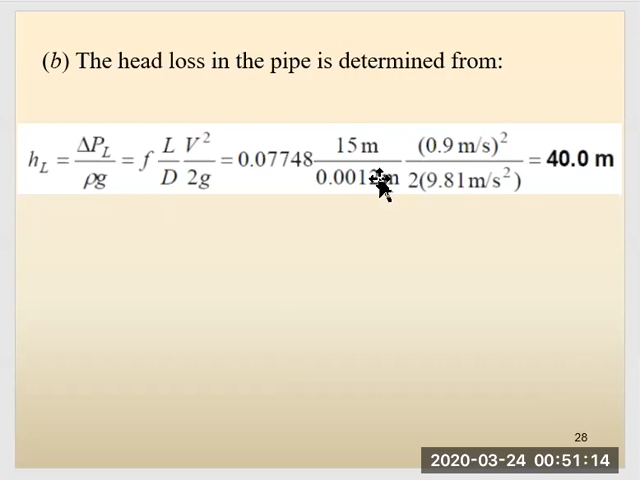 (b) The head loss in the pipe is determined from:
h_L = ΔP_L / ρg = f L/D V²/2g = 0.07748 15 m / 0.0012 m (0.9 m/s)² / 2(9.81 m/s²) = 40.0 m
28
2020-03-24 00:51:14